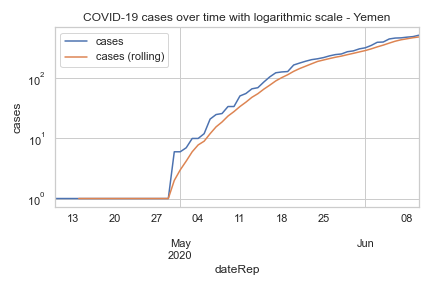 COVID-19 cases over time with logarithmic scale - Yemen
cases
cases (rolling)
cases
10²
10¹
10⁰
13 20 27 04 11 18 25 08
May Jun
2020
dateRep